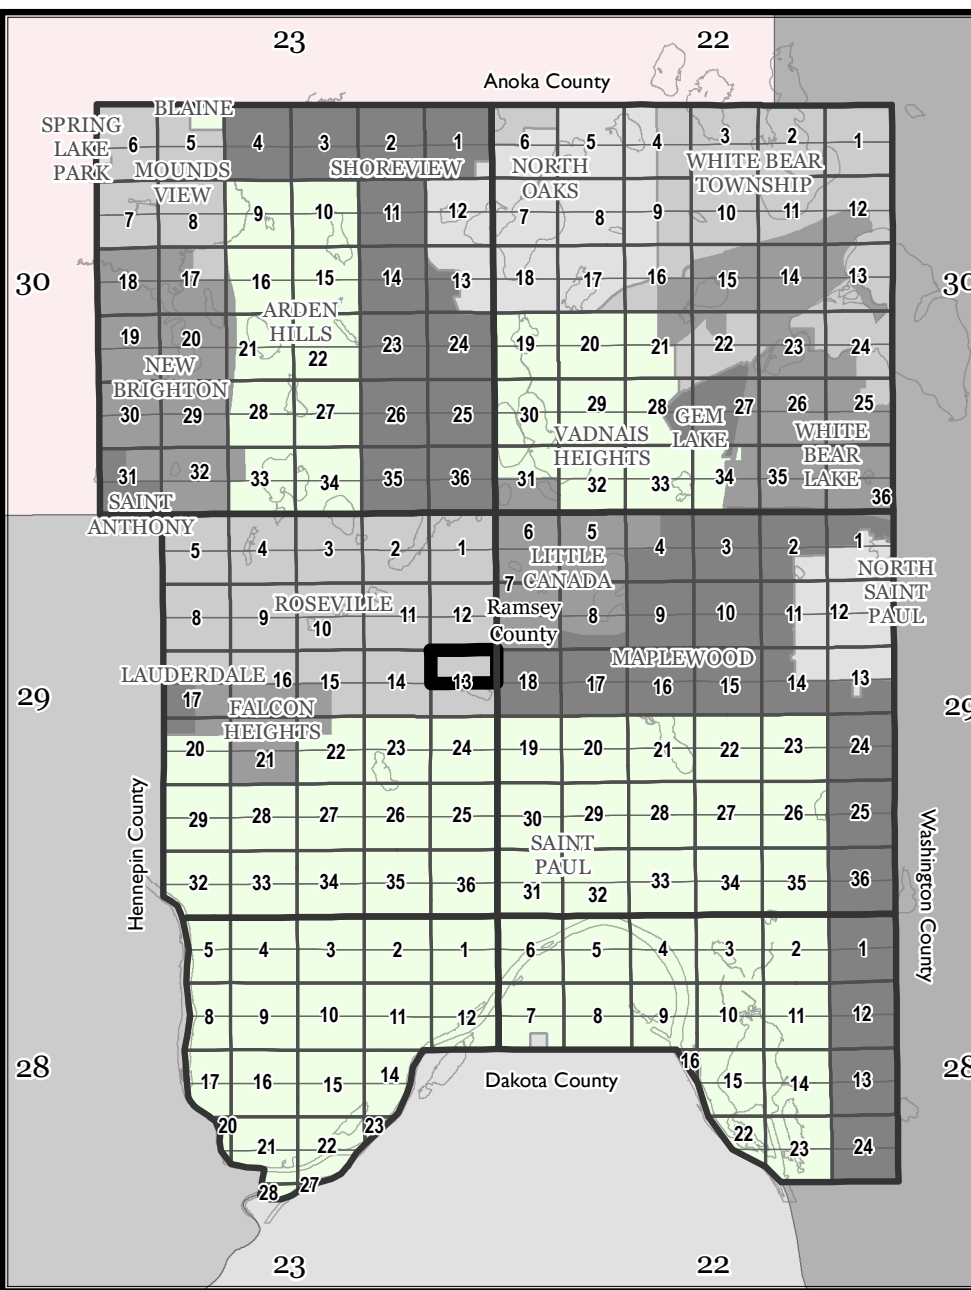 23 22
Anoka County
BLAINE
SPRING
LAKE
PARK
6 5 4 3 2 1 6 5 4 3 2 1
MOUNDS
VIEW
SHOREVIEW
NORTH
OAKS
WHITE BEAR
TOWNSHIP
7 8 9 10 11 12 7 8 9 10 11 12
30 18 17 16 15 14 13 18 17 16 15 14 13 30
ARDEN
HILLS
19 20 21 22 23 24 19 20 21 22 23 24
NEW
BRIGHTON
30 29 28 27 26 25 30 29 28 27 26 25
GEM
LAKE
VADNAIS
HEIGHTS
WHITE
BEAR
LAKE
31 32 33 34 35 36 31 32 33 34 35 36
SAINT
ANTHONY
5 4 3 2 1 6 5 4 3 2 1
LITTLE
CANADA
NORTH
SAINT
PAUL
8 9 10 11 12 7 8 9 10 11 12
ROSEVILLE
Ramsey
County
LAUDERDALE
MAPLEWOOD
29 17 16 15 14 13 18 17 16 15 14 13 29
FALCON
HEIGHTS
20 21 22 23 24 19 20 21 22 23 24
Hennepin County
Washington County
29 28 27 26 25 30 29 28 27 26 25
SAINT
PAUL
32 33 34 35 36 31 32 33 34 35 36
5 4 3 2 1 6 5 4 3 2 1
8 9 10 11 12 7 8 9 10 11 12
28 17 16 15 14 16 15 14 13 28
Dakota County
20 21 22 23 22 23 24
28 27
23 22